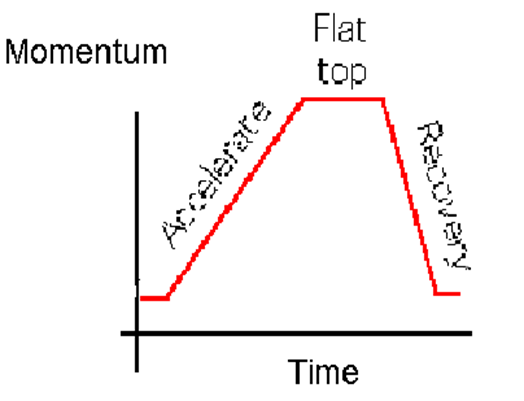 Momentum
Flat
top
Accelerate
Recovery
Time